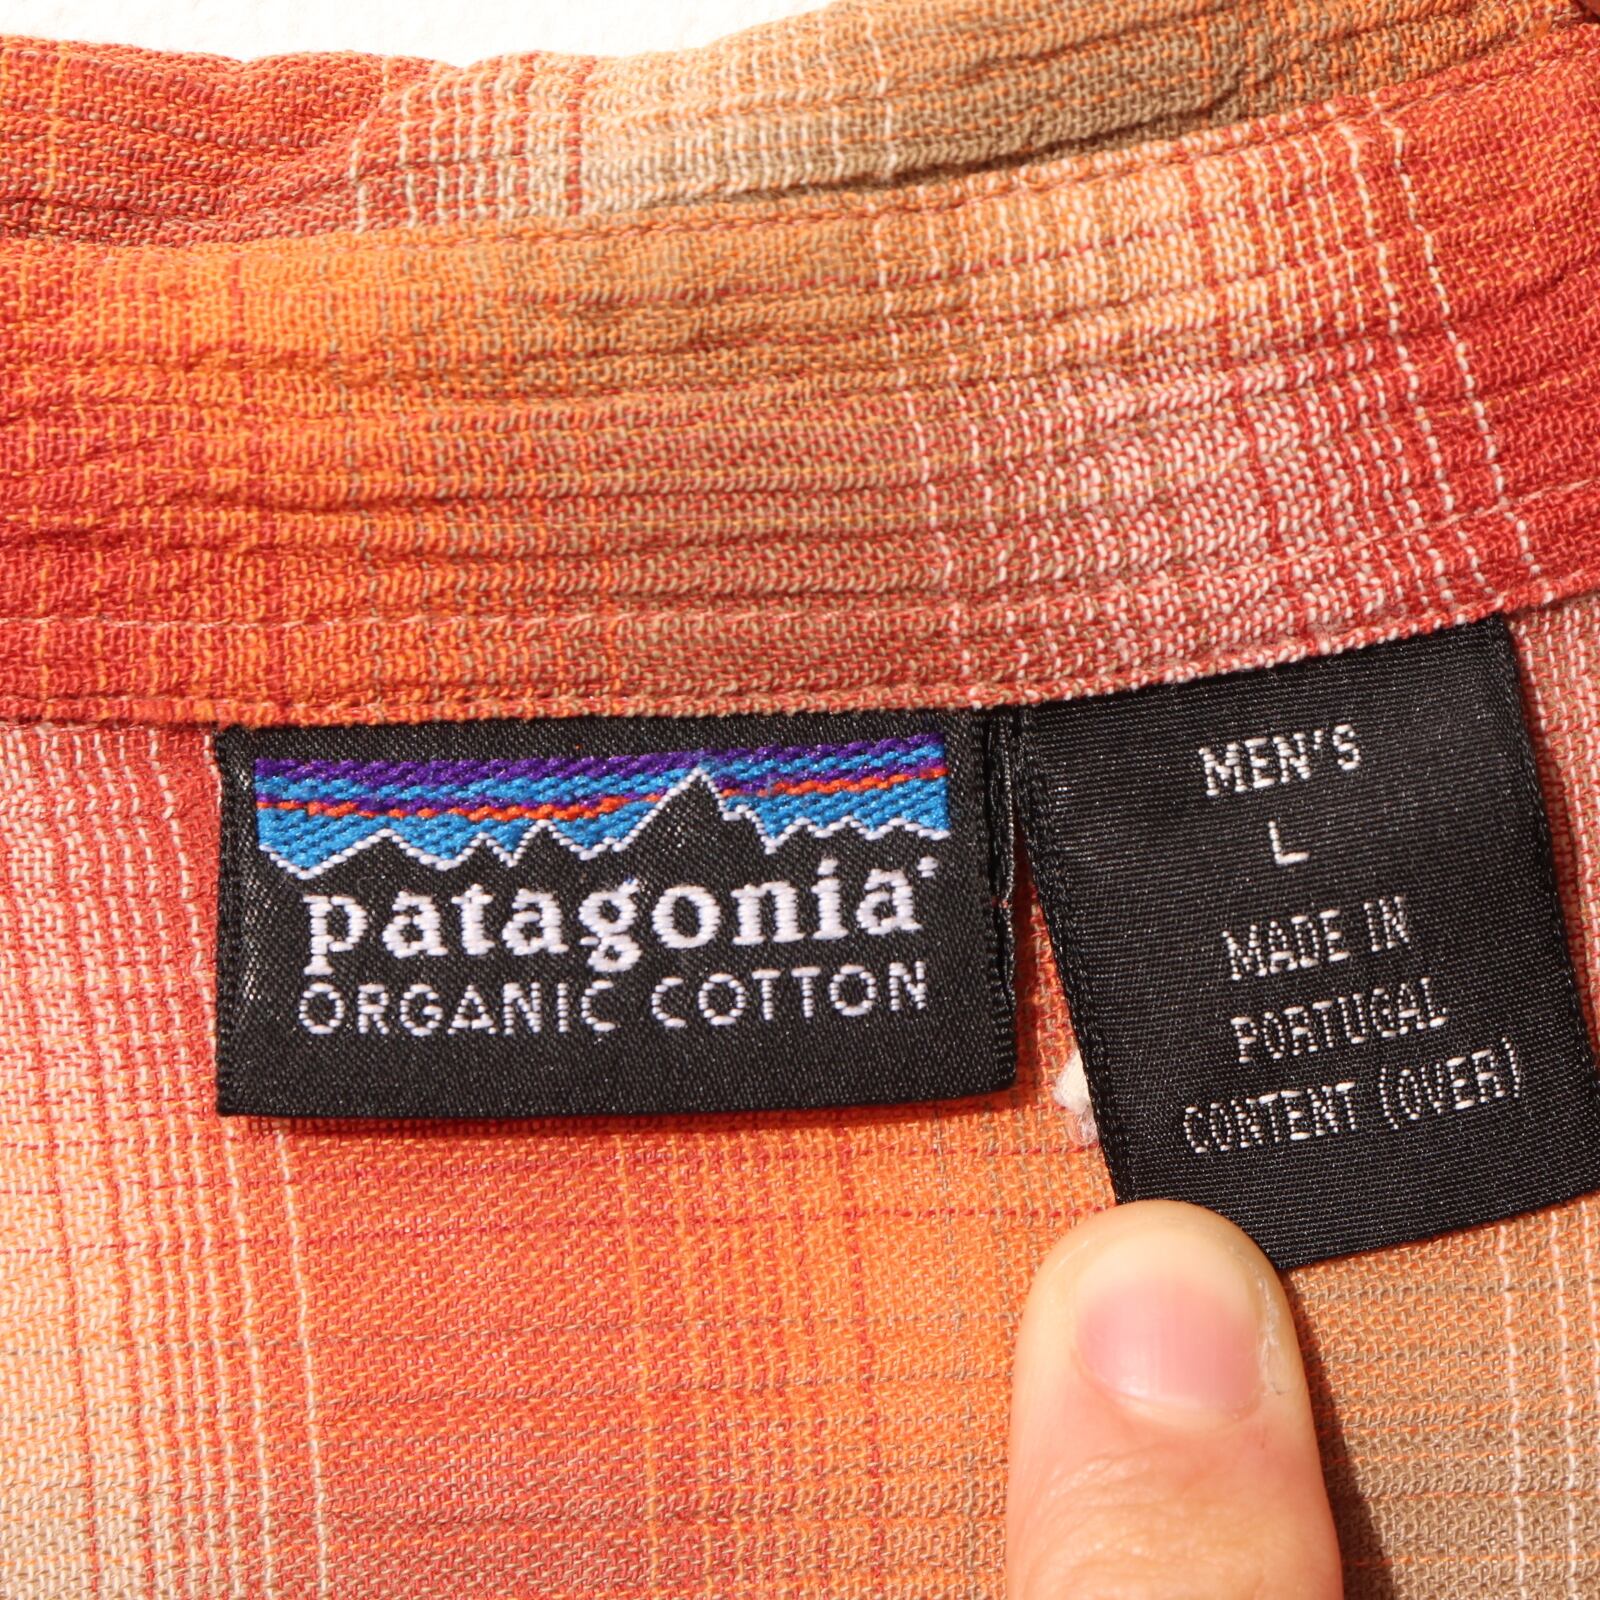 patagonia
ORGANIC COTTON
MEN'S
L
MADE IN
PORTUGAL
CONTENT (OVER)